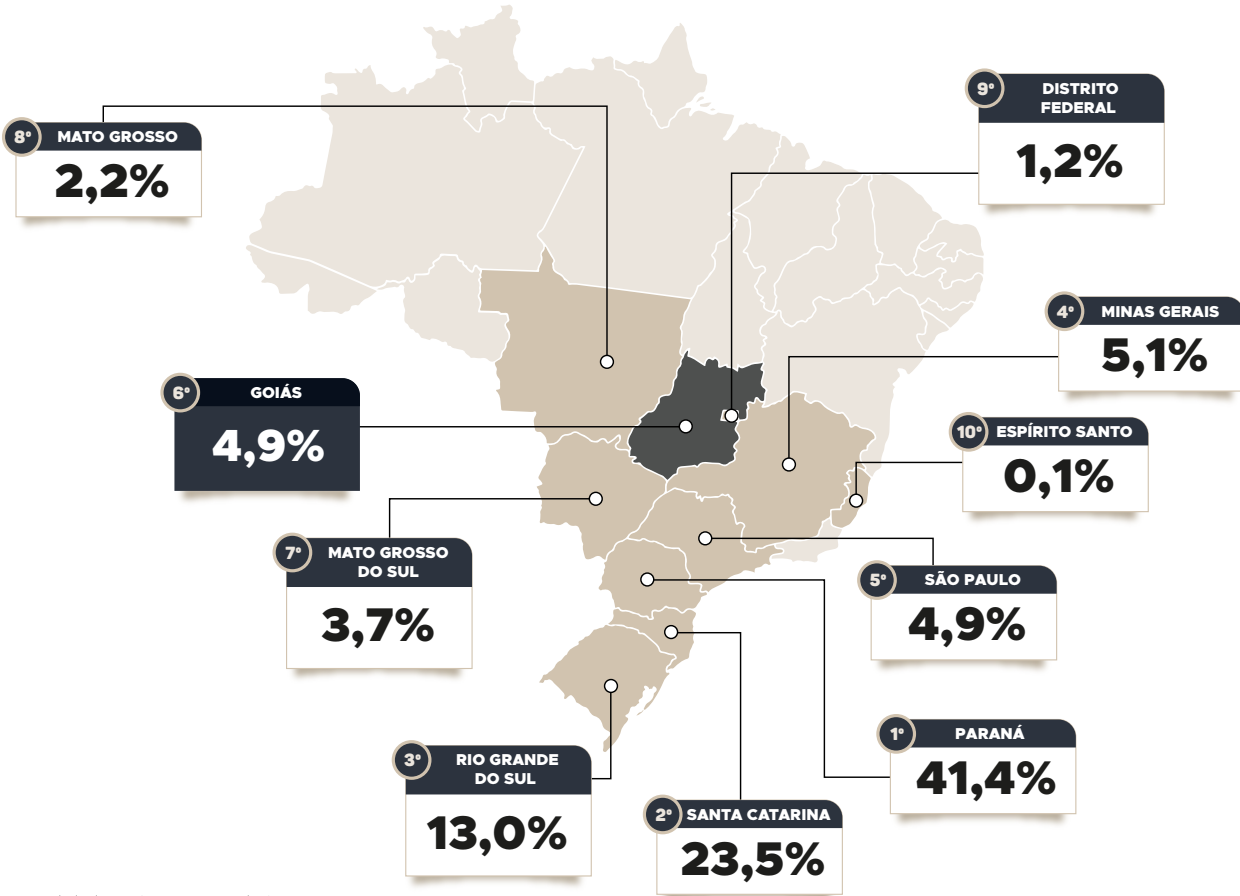 8º
MATO GROSSO
2,2%
9º
DISTRITO
FEDERAL
1,2%
4º
MINAS GERAIS
5,1%
6º
GOIÁS
4,9%
10º
ESPÍRITO SANTO
0,1%
7º
MATO GROSSO
DO SUL
3,7%
5º
SÃO PAULO
4,9%
1º
PARANÁ
41,4%
3º
RIO GRANDE
DO SUL
13,0%
2º
SANTA CATARINA
23,5%